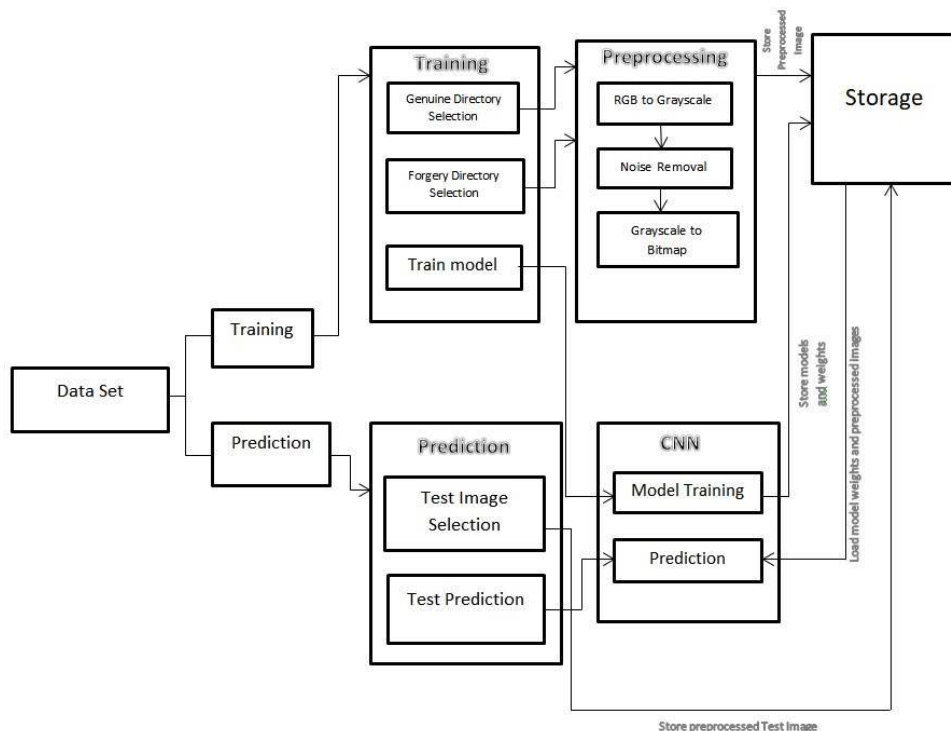 Training
Genuine Directory
Selection
Forgery Directory
Selection
Train model
Preprocessing
RGB to Grayscale
Noise Removal
Grayscale to
Bitmap
Store
Preprocessed
Image
Storage
Data Set
Training
Prediction
Prediction
Test Image
Selection
Test Prediction
CNN
Model Training
Prediction
Store models
and weights
Load model weights and preprocessed images
Store preprocessed Test Image